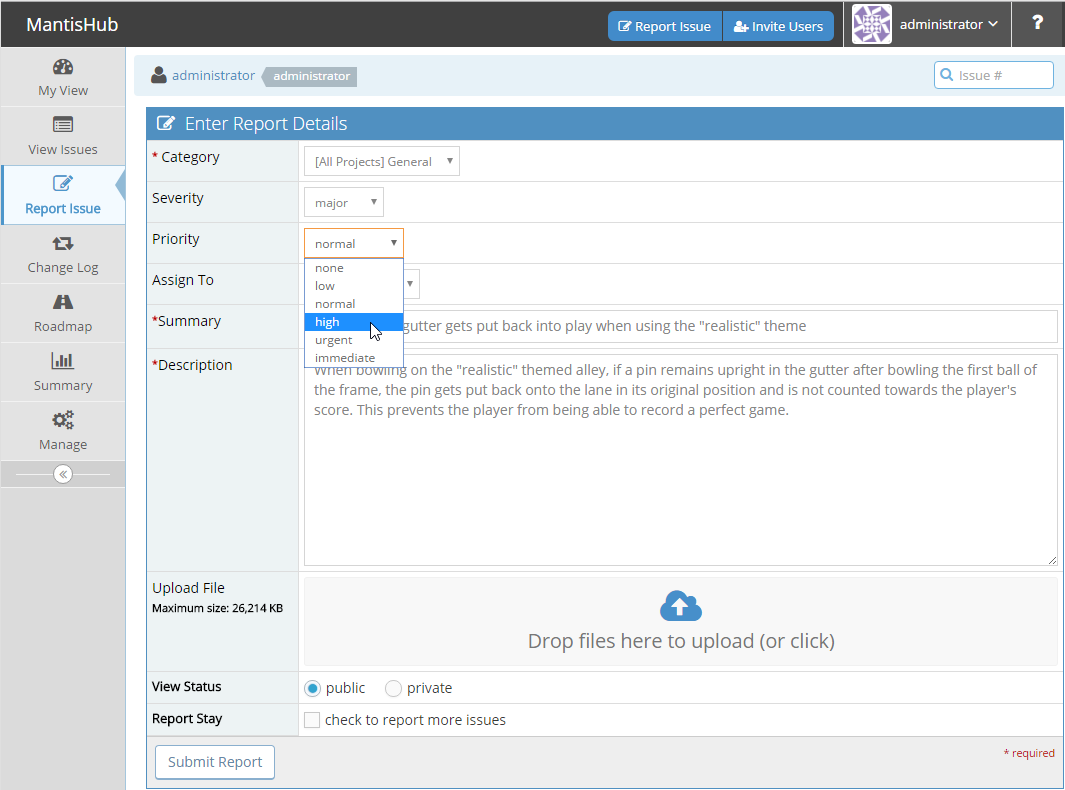 MantisHub
Report Issue
Invite Users
administrator
?
My View
View Issues
Report Issue
Change Log
Roadmap
Summary
Manage
administrator
administrator
Issue #
Enter Report Details
* Category
[All Projects] General
Severity
major
Priority
normal
none
low
normal
high
urgent
immediate
Assign To
*Summary
gutter gets put back into play when using the "realistic" theme
*Description
When bowling on the "realistic" themed alley, if a pin remains upright in the gutter after bowling the first ball of
the frame, the pin gets put back onto the lane in its original position and is not counted towards the player's
score. This prevents the player from being able to record a perfect game.
Upload File
Maximum size: 26,214 KB
Drop files here to upload (or click)
View Status
public
private
Report Stay
check to report more issues
Submit Report
* required